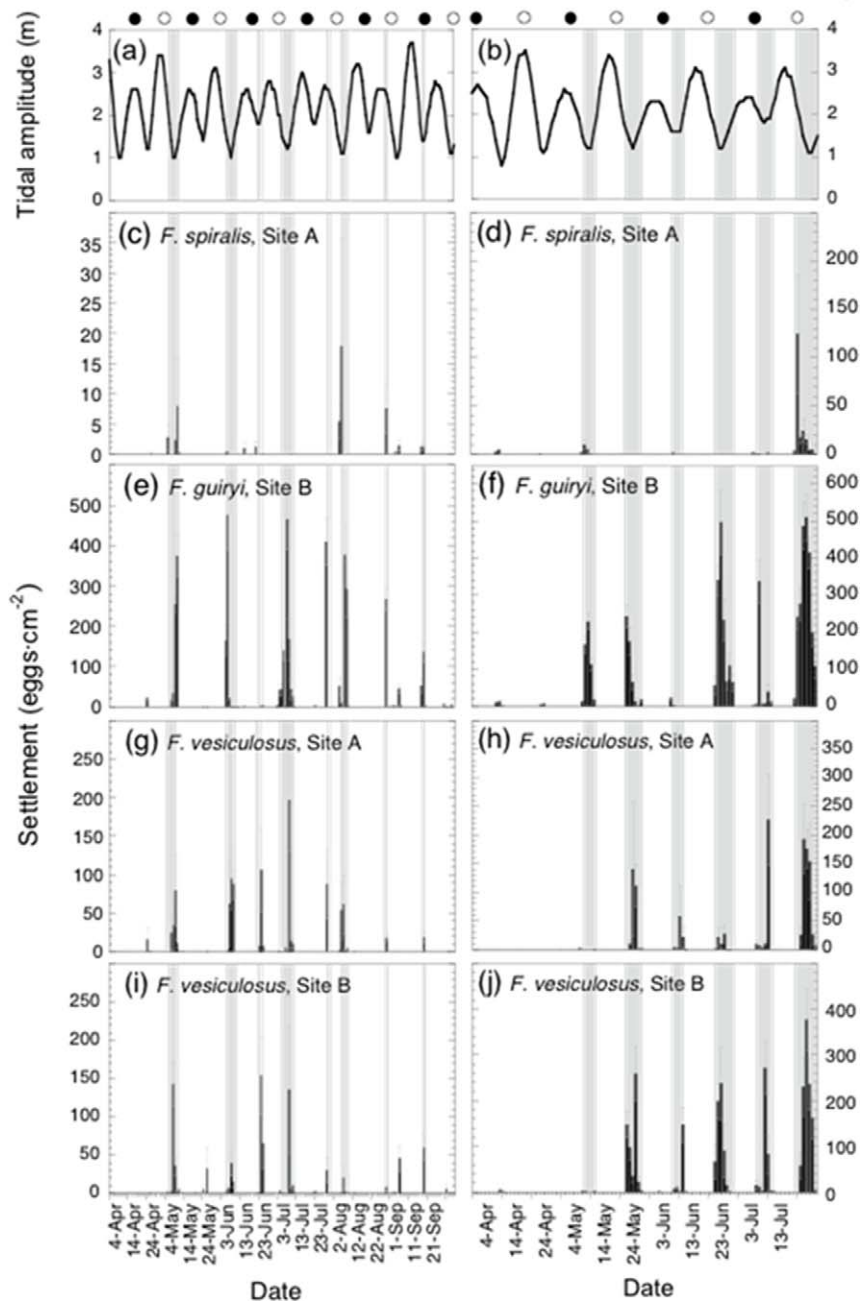 (a)
(b)
Tidal amplitude (m)
4
3
2
1
0
4
3
2
1
0
(c) F. spiralis, Site A
(d) F. spiralis, Site A
35
30
25
20
15
10
5
0
200
150
100
50
0
(e) F. guiryi, Site B
(f) F. guiryi, Site B
500
400
300
200
100
0
600
500
400
300
200
100
0
Settlement (eggs·cm-2)
(g) F. vesiculosus, Site A
(h) F. vesiculosus, Site A
250
200
150
100
50
0
350
300
250
200
150
100
50
0
(i) F. vesiculosus, Site B
(j) F. vesiculosus, Site B
250
200
150
100
50
0
400
300
200
100
0
4-Apr
14-Apr
24-Apr
4-May
14-May
24-May
3-Jun
13-Jun
23-Jun
3-Jul
13-Jul
23-Jul
2-Aug
12-Aug
22-Aug
1-Sep
11-Sep
21-Sep
4-Apr
14-Apr
24-Apr
4-May
14-May
24-May
3-Jun
13-Jun
23-Jun
3-Jul
13-Jul
Date
Date